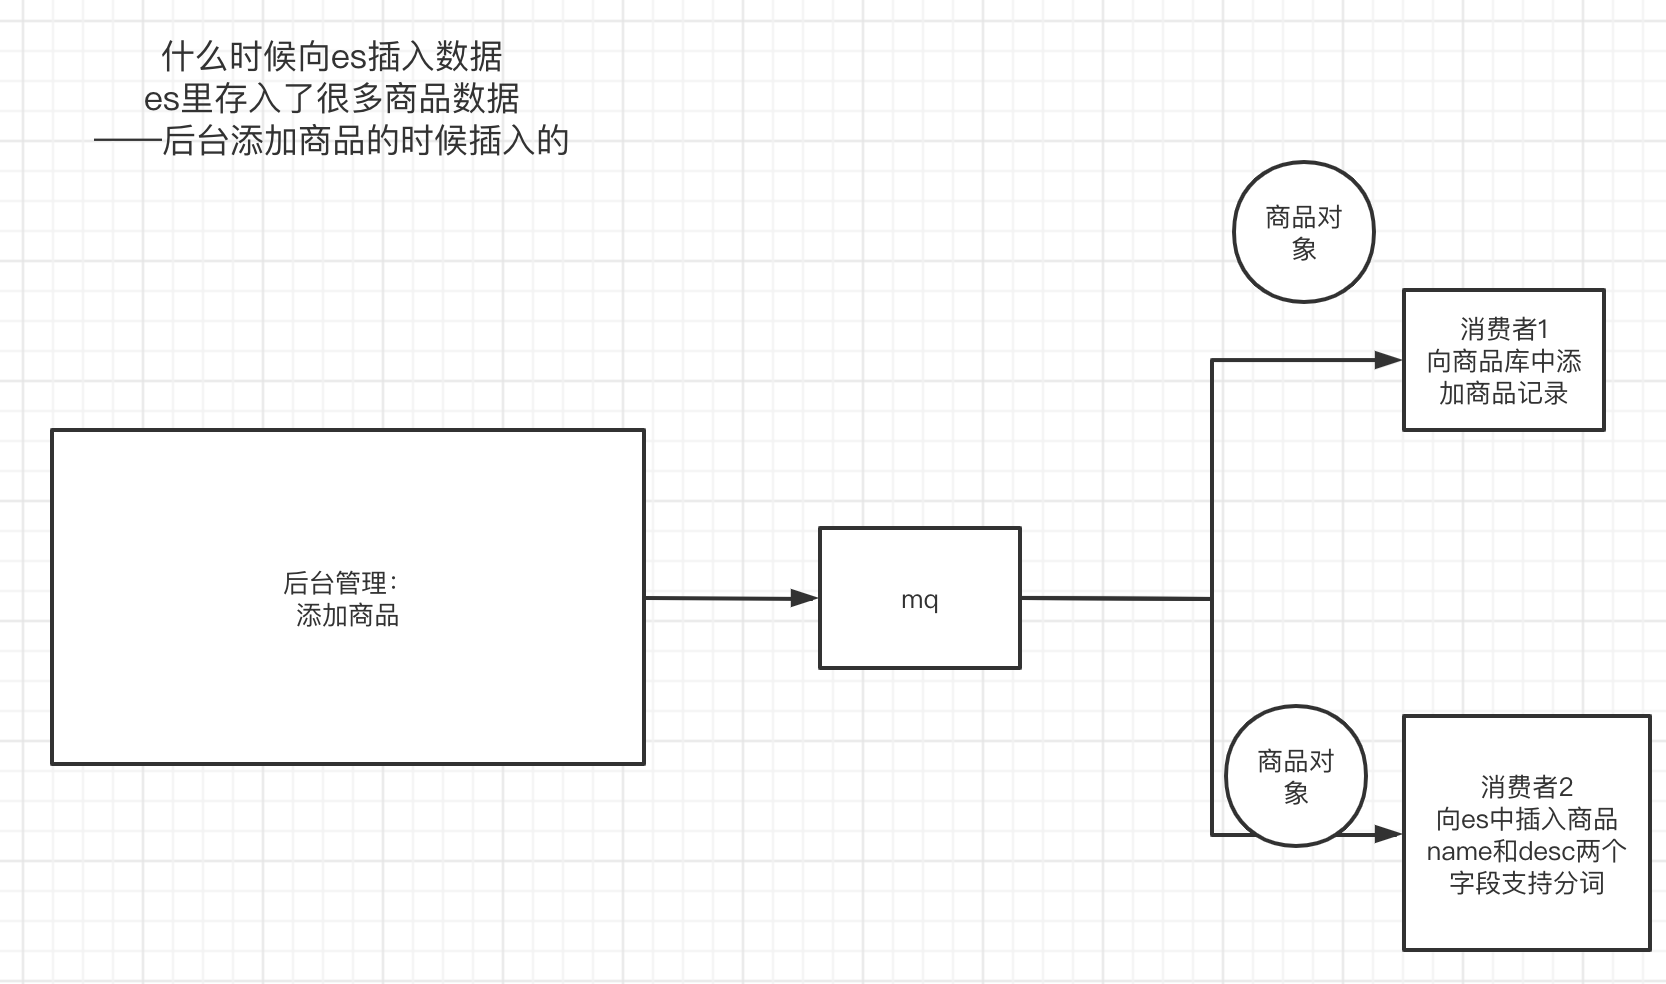 什么时候向es插入数据
es里存入了很多商品数据
——后台添加商品的时候插入的
商品对
象
消费者1
向商品库中添
加商品记录
后台管理：
添加商品
mq
商品对
象
消费者2
向es中插入商品
name和desc两个
字段支持分词